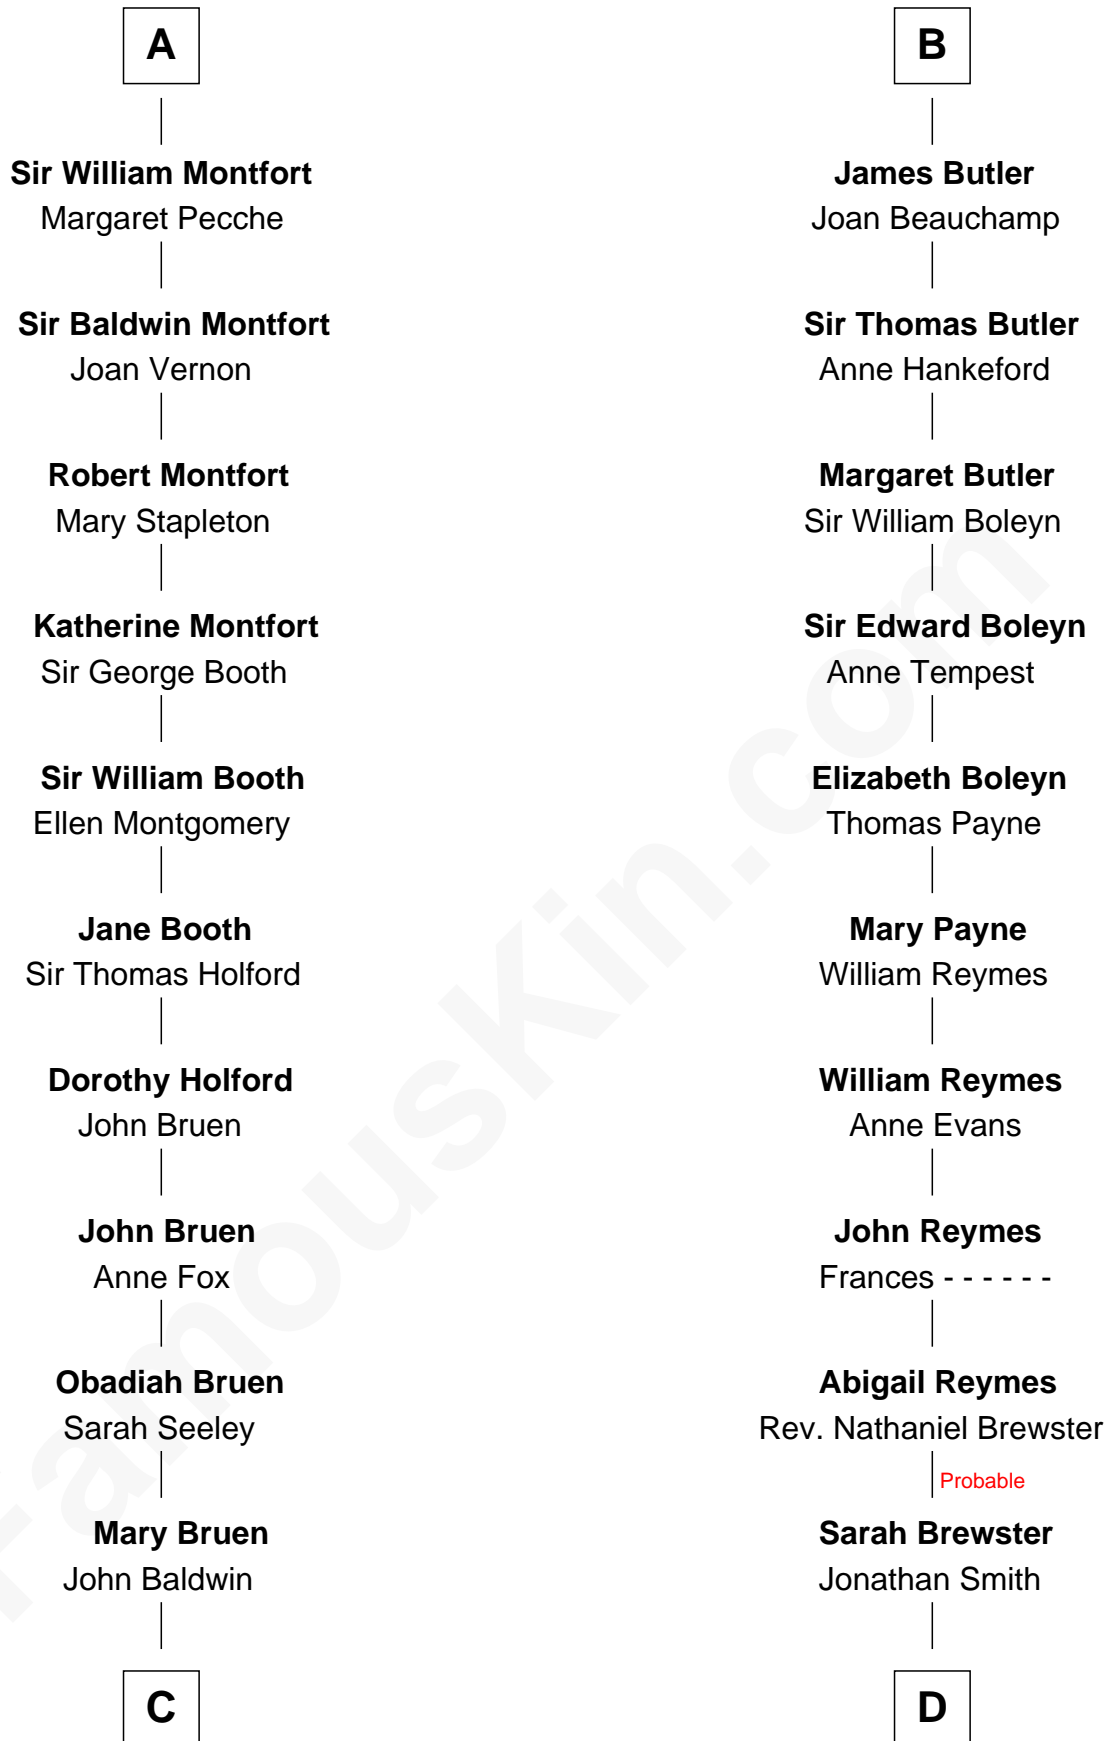 A
Sir William Montfort
Margaret Pecche
Sir Baldwin Montfort
Joan Vernon
Robert Montfort
Mary Stapleton
Katherine Montfort
Sir George Booth
Sir William Booth
Ellen Montgomery
Jane Booth
Sir Thomas Holford
Dorothy Holford
John Bruen
John Bruen
Anne Fox
Obadiah Bruen
Sarah Seeley
Mary Bruen
John Baldwin
C
B
James Butler
Joan Beauchamp
Sir Thomas Butler
Anne Hankeford
Margaret Butler
Sir William Boleyn
Sir Edward Boleyn
Anne Tempest
Elizabeth Boleyn
Thomas Payne
Mary Payne
William Reymes
William Reymes
Anne Evans
John Reymes
Frances - - - - - -
Abigail Reymes
Rev. Nathaniel Brewster
Probable
Sarah Brewster
Jonathan Smith
D
FamousKin.com